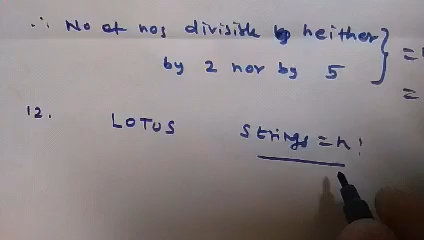 ∴ No of nos divisible by neither } =
by 2 nor by 5 =
12. LOTUS Strings = n!